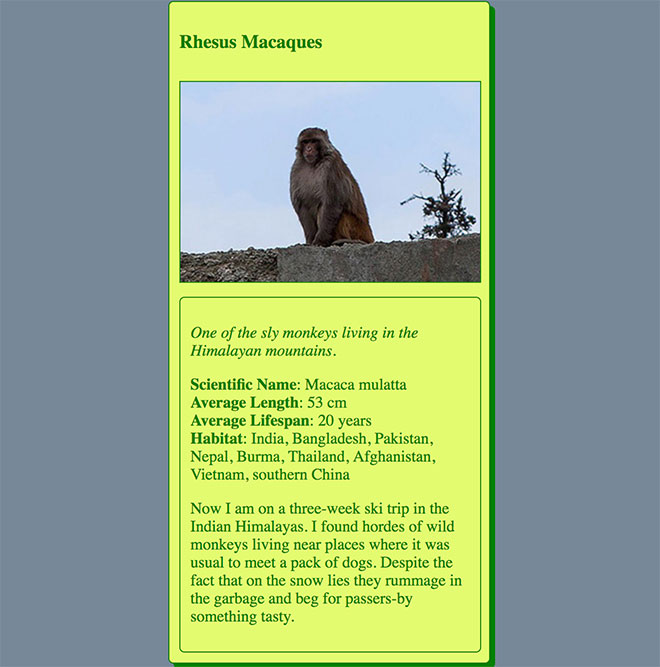 Rhesus Macaques
One of the sly monkeys living in the
Himalayan mountains.
Scientific Name: Macaca mulatta
Average Length: 53 cm
Average Lifespan: 20 years
Habitat: India, Bangladesh, Pakistan,
Nepal, Burma, Thailand, Afghanistan,
Vietnam, southern China
Now I am on a three-week ski trip in the
Indian Himalayas. I found hordes of wild
monkeys living near places where it was
usual to meet a pack of dogs. Despite the
fact that on the snow lies they rummage in
the garbage and beg for passers-by
something tasty.